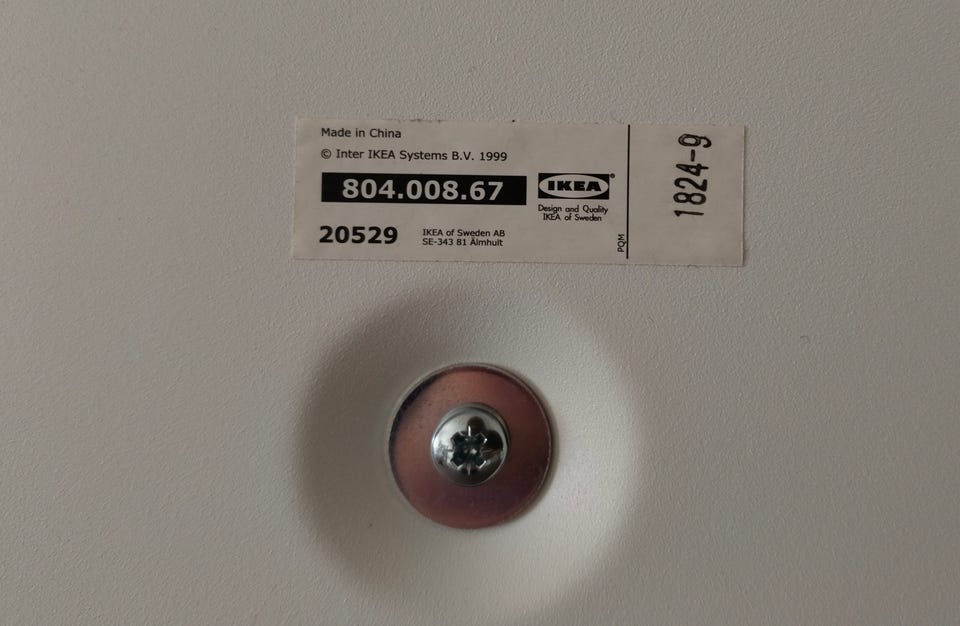 Made in China
© Inter IKEA Systems B.V. 1999
804.008.67
IKEA®
Design and Quality
IKEA of Sweden
20529
IKEA of Sweden AB
SE-343 81 Älmhult
PQM
1824-9